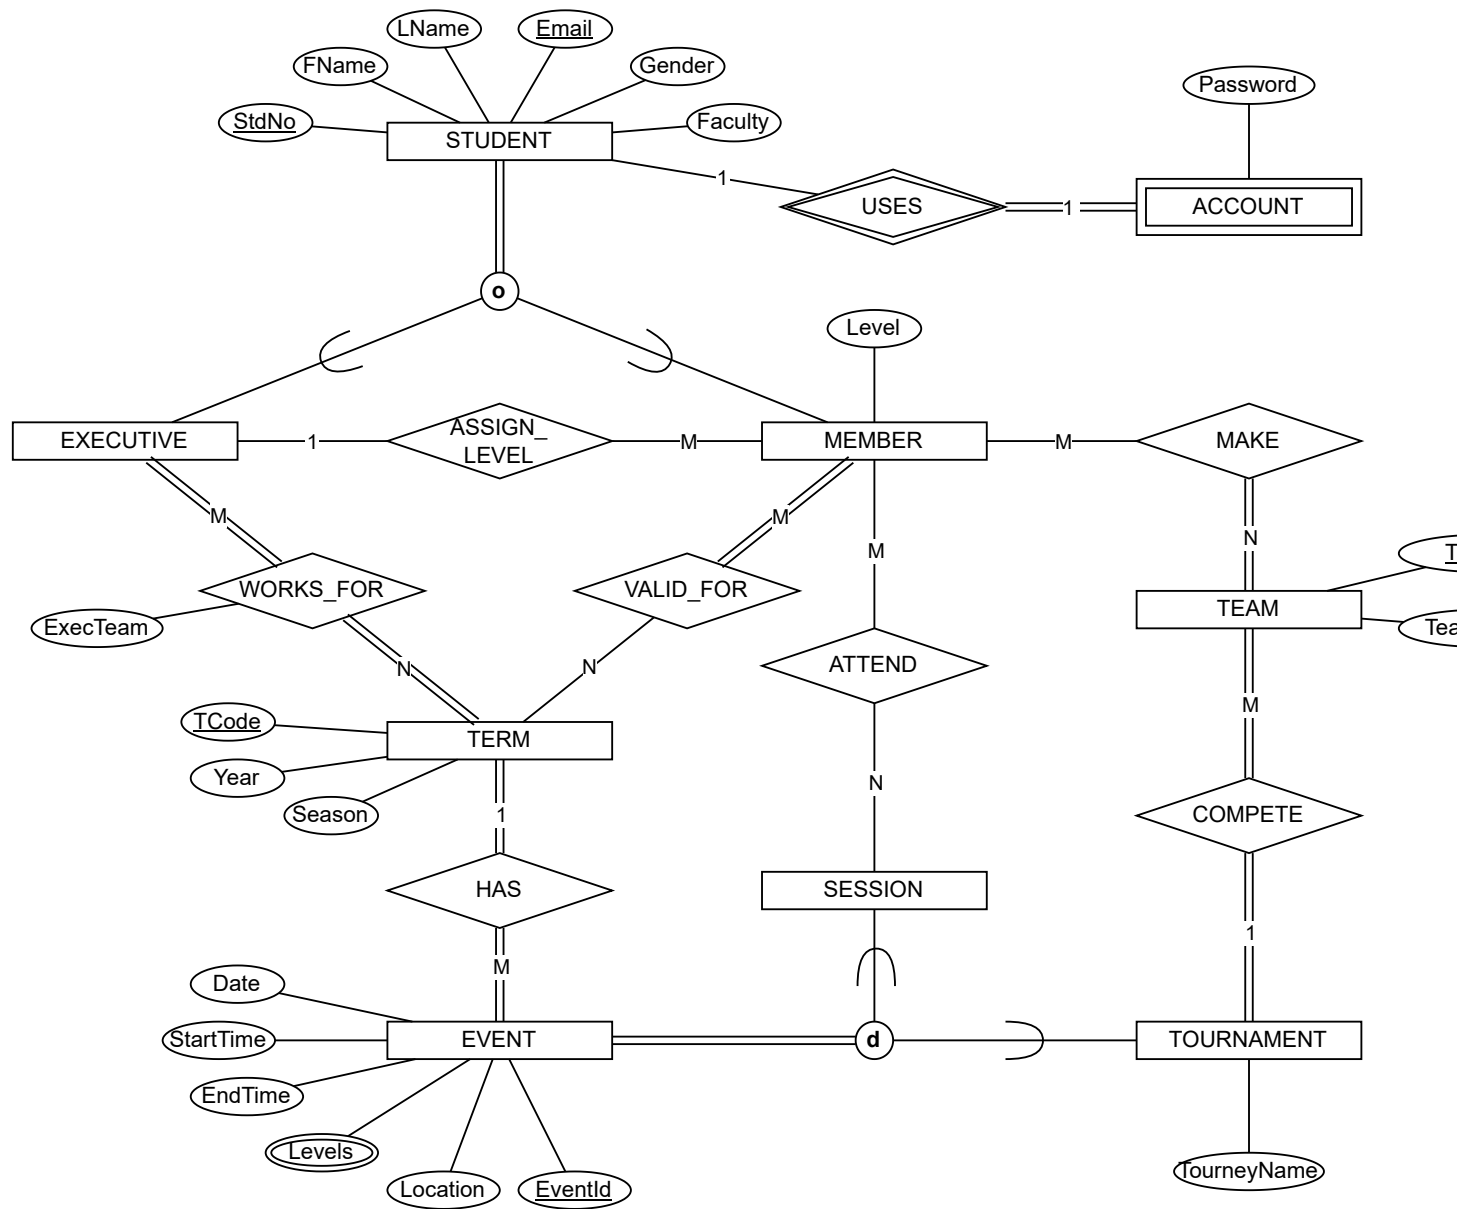 LName
Email
FName
Gender
Password
StdNo
Faculty
STUDENT
1
USES
1
ACCOUNT
o
Level
EXECUTIVE
1
ASSIGN_
LEVEL
M
MEMBER
M
MAKE
M
M
N
M
WORKS_FOR
VALID_FOR
T
TEAM
ExecTeam
Tea
N
N
ATTEND
M
TCode
TERM
Year
N
Season
1
COMPETE
HAS
SESSION
1
M
Date
StartTime
EVENT
d
TOURNAMENT
EndTime
Levels
Location
EventId
TourneyName